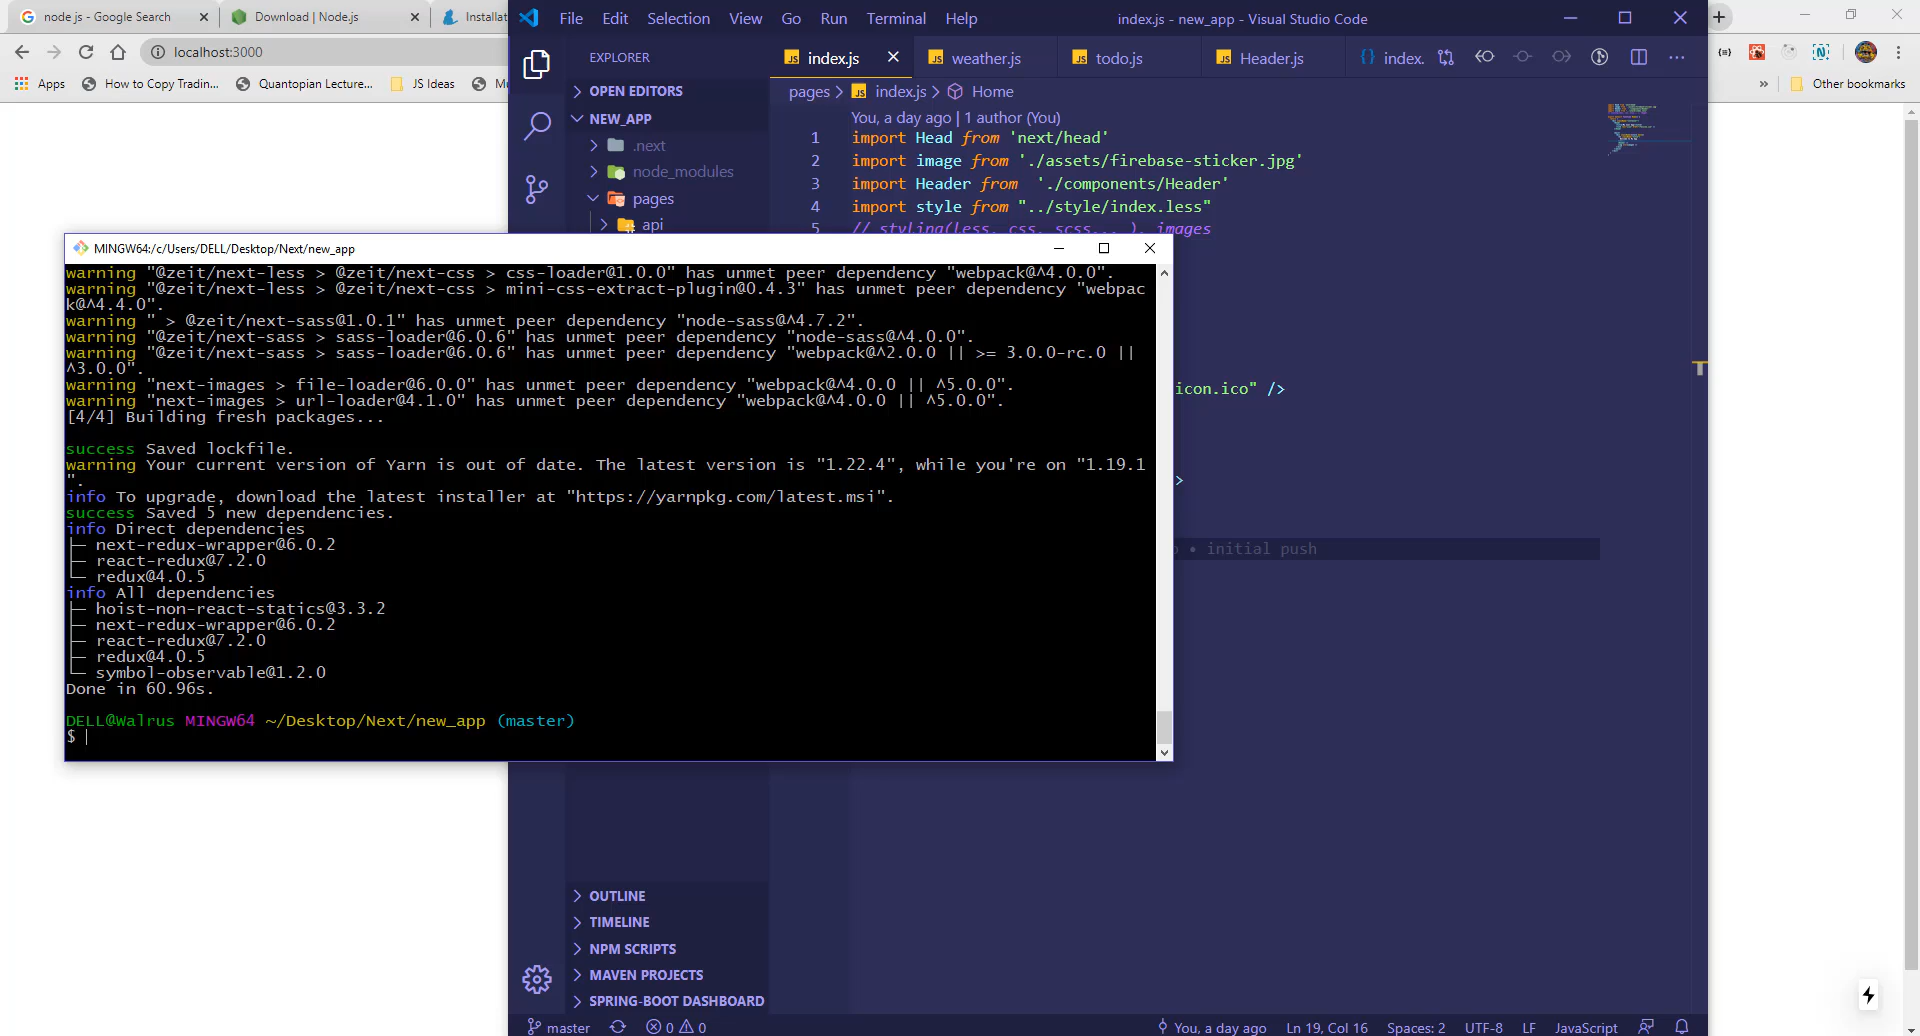 node js - Google Search
Download | Node.js
Installat
localhost:3000
Apps
How to Copy Tradin...
Quantopian Lecture...
JS Ideas
Other bookmarks
File Edit Selection View Go Run Terminal Help
index.js - new_app - Visual Studio Code
EXPLORER
OPEN EDITORS
NEW_APP
.next
node_modules
pages
api
index.js
weather.js
todo.js
Header.js
index.
pages > index.js > Home
You, a day ago | 1 author (You)
1 import Head from 'next/head'
2 import image from './assets/firebase-sticker.jpg'
3 import Header from './components/Header'
4 import style from "../style/index.less"
5 // styling(less, css, scss... ), images
icon.ico" />
>
• initial push
MINGW64:/c/Users/DELL/Desktop/Next/new_app
warning "@zeit/next-less > @zeit/next-css > css-loader@1.0.0" has unmet peer dependency "webpack@^4.0.0".
warning "@zeit/next-less > @zeit/next-css > mini-css-extract-plugin@0.4.3" has unmet peer dependency "webpac
k@^4.4.0".
warning " > @zeit/next-sass@1.0.1" has unmet peer dependency "node-sass@^4.7.2".
warning "@zeit/next-sass > sass-loader@6.0.6" has unmet peer dependency "node-sass@^4.0.0".
warning "@zeit/next-sass > sass-loader@6.0.6" has unmet peer dependency "webpack@^2.0.0 || >= 3.0.0-rc.0 ||
^3.0.0".
warning "next-images > file-loader@6.0.0" has unmet peer dependency "webpack@^4.0.0 || ^5.0.0".
warning "next-images > url-loader@4.1.0" has unmet peer dependency "webpack@^4.0.0 || ^5.0.0".
[4/4] Building fresh packages...
success Saved lockfile.
warning Your current version of Yarn is out of date. The latest version is "1.22.4", while you're on "1.19.1
".
info To upgrade, download the latest installer at "https://yarnpkg.com/latest.msi".
success Saved 5 new dependencies.
info Direct dependencies
├─ next-redux-wrapper@6.0.2
├─ react-redux@7.2.0
└─ redux@4.0.5
info All dependencies
├─ hoist-non-react-statics@3.3.2
├─ next-redux-wrapper@6.0.2
├─ react-redux@7.2.0
├─ redux@4.0.5
└─ symbol-observable@1.2.0
Done in 60.96s.
DELL@Walrus MINGW64 ~/Desktop/Next/new_app (master)
$
OUTLINE
TIMELINE
NPM SCRIPTS
MAVEN PROJECTS
SPRING-BOOT DASHBOARD
master
0 0
You, a day ago
Ln 19, Col 16
Spaces: 2
UTF-8
LF
JavaScript